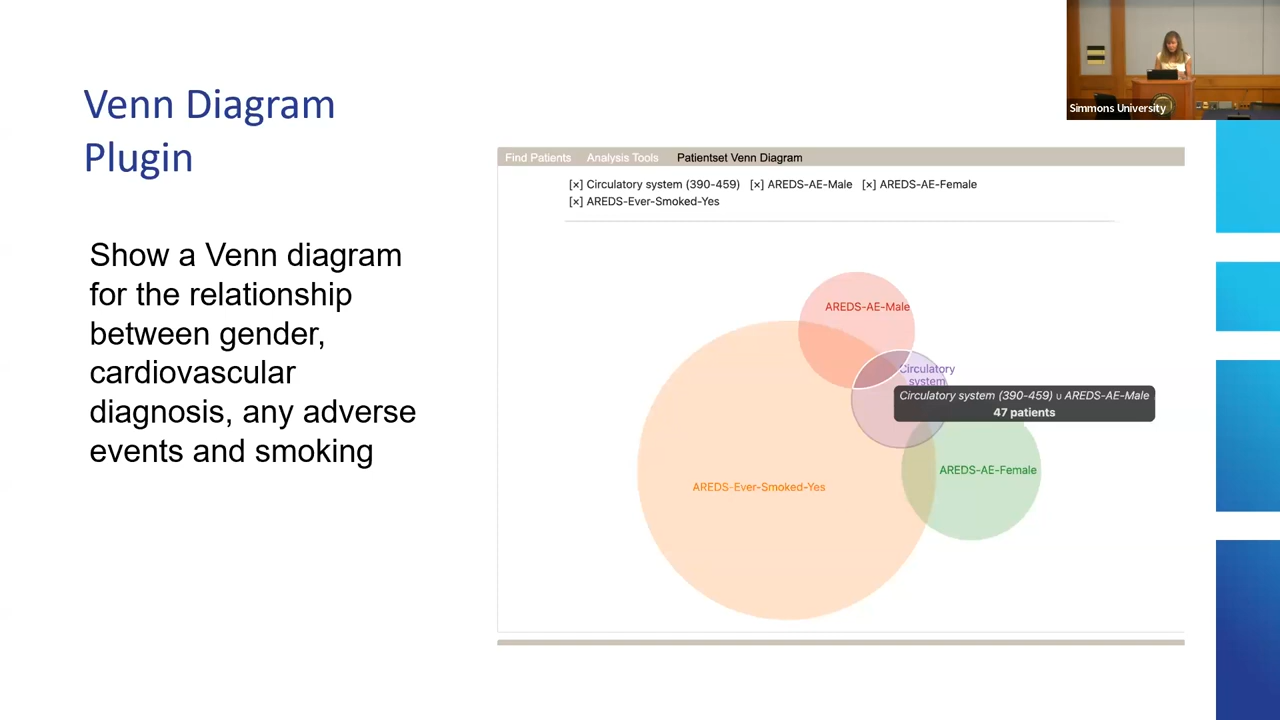 Simmons University
Venn Diagram
Plugin
Show a Venn diagram
for the relationship
between gender,
cardiovascular
diagnosis, any adverse
events and smoking
Find Patients Analysis Tools Patientset Venn Diagram
[×] Circulatory system (390-459) [×] AREDS-AE-Male [×] AREDS-AE-Female
[×] AREDS-Ever-Smoked-Yes
AREDS-AE-Male
Circulatory
system
Circulatory system (390-459) ∪ AREDS-AE-Male
47 patients
AREDS-AE-Female
AREDS-Ever-Smoked-Yes